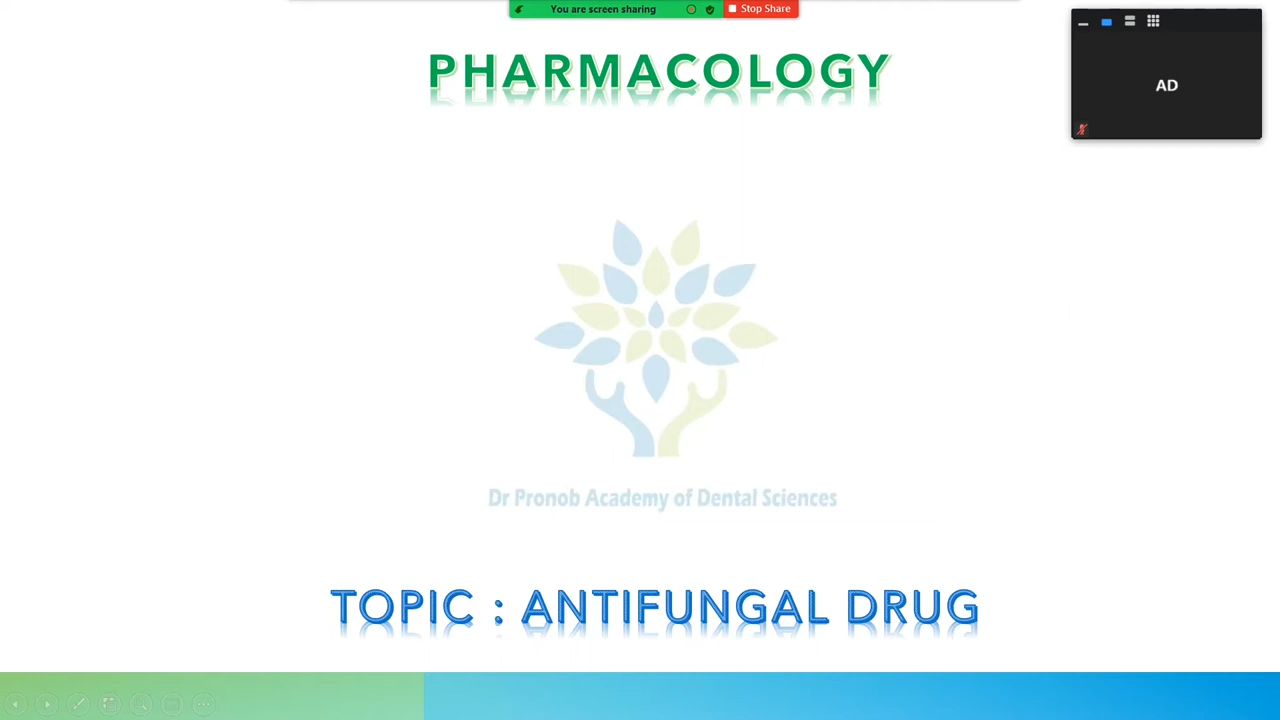 You are screen sharing
Stop Share
PHARMACOLOGY
AD
Dr Pronob Academy of Dental Sciences
TOPIC : ANTIFUNGAL DRUG